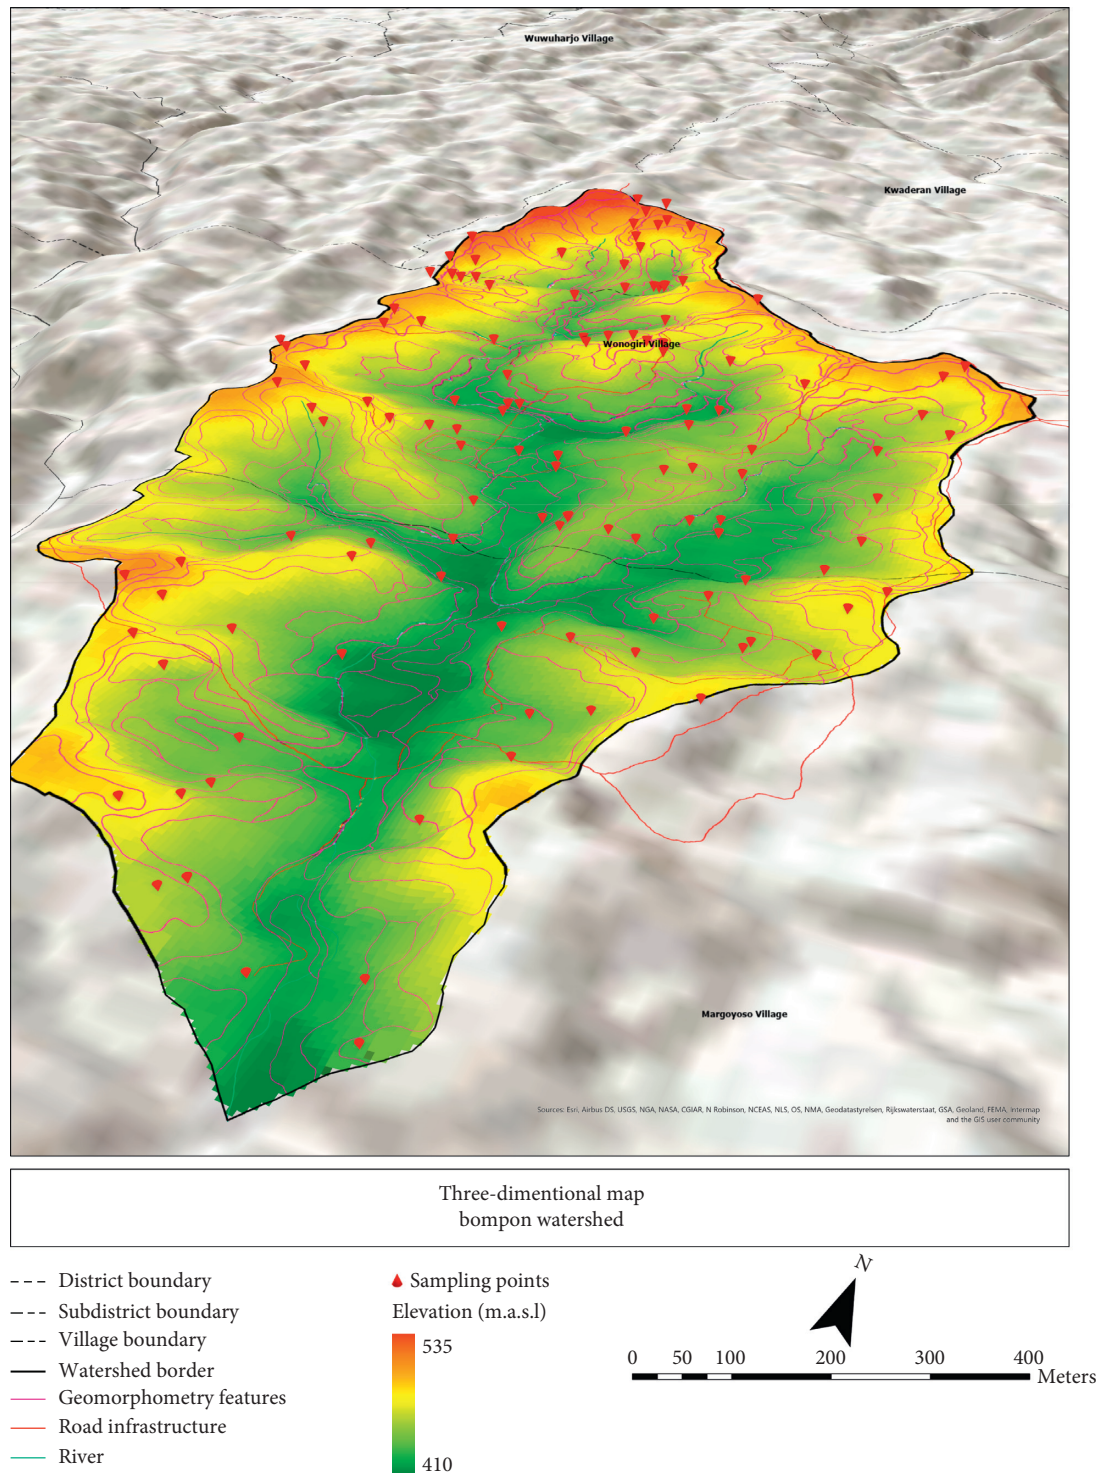 Wuwuharjo Village
Kwaderan Village
Wonogiri Village
Margoyoso Village
Sources: Esri, Airbus DS, USGS, NGA, NASA, CGIAR, N Robinson, NCEAS, NLS, OS, NMA, Geodatastyrelsen, Rijkswaterstaat, GSA, Geoland, FEMA, Intermap
and the GIS user community
Three-dimentional map
bompon watershed
District boundary
Subdistrict boundary
Village boundary
Watershed border
Geomorphometry features
Road infrastructure
River
Sampling points
Elevation (m.a.s.l)
535
410
N
0 50 100 200 300 400
Meters